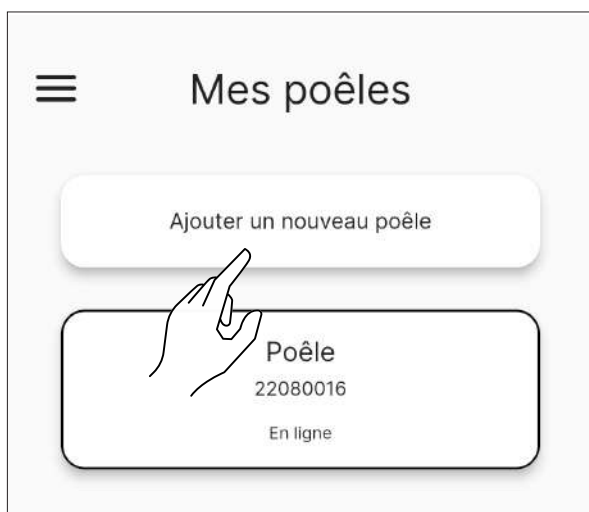 Mes poêles
Ajouter un nouveau poêle
Poêle
22080016
En ligne